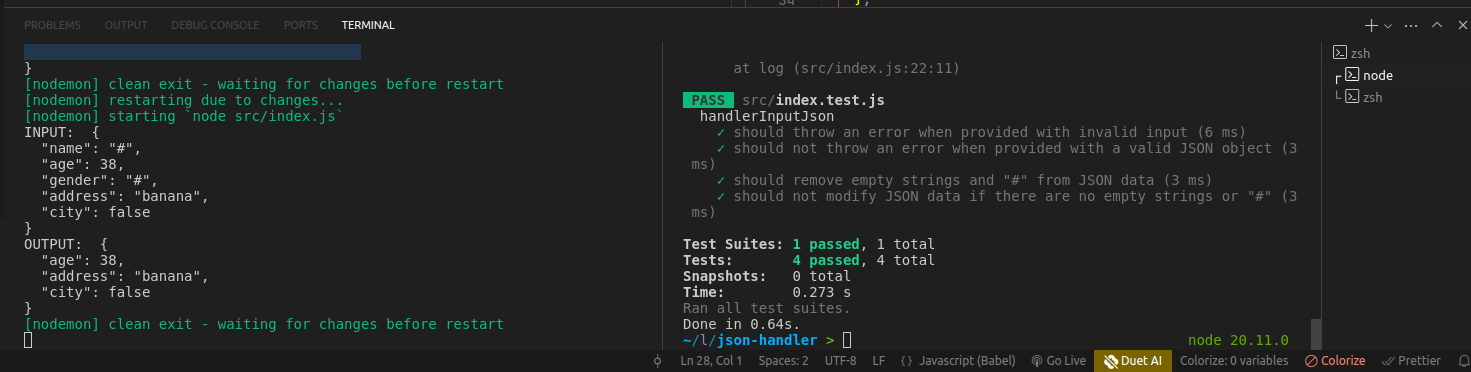 34 };
PROBLEMS OUTPUT DEBUG CONSOLE PORTS TERMINAL
}
[nodemon] clean exit - waiting for changes before restart
[nodemon] restarting due to changes...
[nodemon] starting `node src/index.js`
INPUT:  {
  "name": "#",
  "age": 38,
  "gender": "#",
  "address": "banana",
  "city": false
}
OUTPUT:  {
  "age": 38,
  "address": "banana",
  "city": false
}
[nodemon] clean exit - waiting for changes before restart
at log (src/index.js:22:11)
PASS src/index.test.js
handlerInputJson
✓ should throw an error when provided with invalid input (6 ms)
✓ should not throw an error when provided with a valid JSON object (3
ms)
✓ should remove empty strings and "#" from JSON data (3 ms)
✓ should not modify JSON data if there are no empty strings or "#" (3
ms)
Test Suites: 1 passed, 1 total
Tests:       4 passed, 4 total
Snapshots:   0 total
Time:        0.273 s
Ran all test suites.
Done in 0.64s.
~/l/json-handler > node 20.11.0
zsh
node
zsh
Ln 28, Col 1 Spaces: 2 UTF-8 LF {} Javascript (Babel) Go Live Duet AI Colorize: 0 variables Colorize Prettier